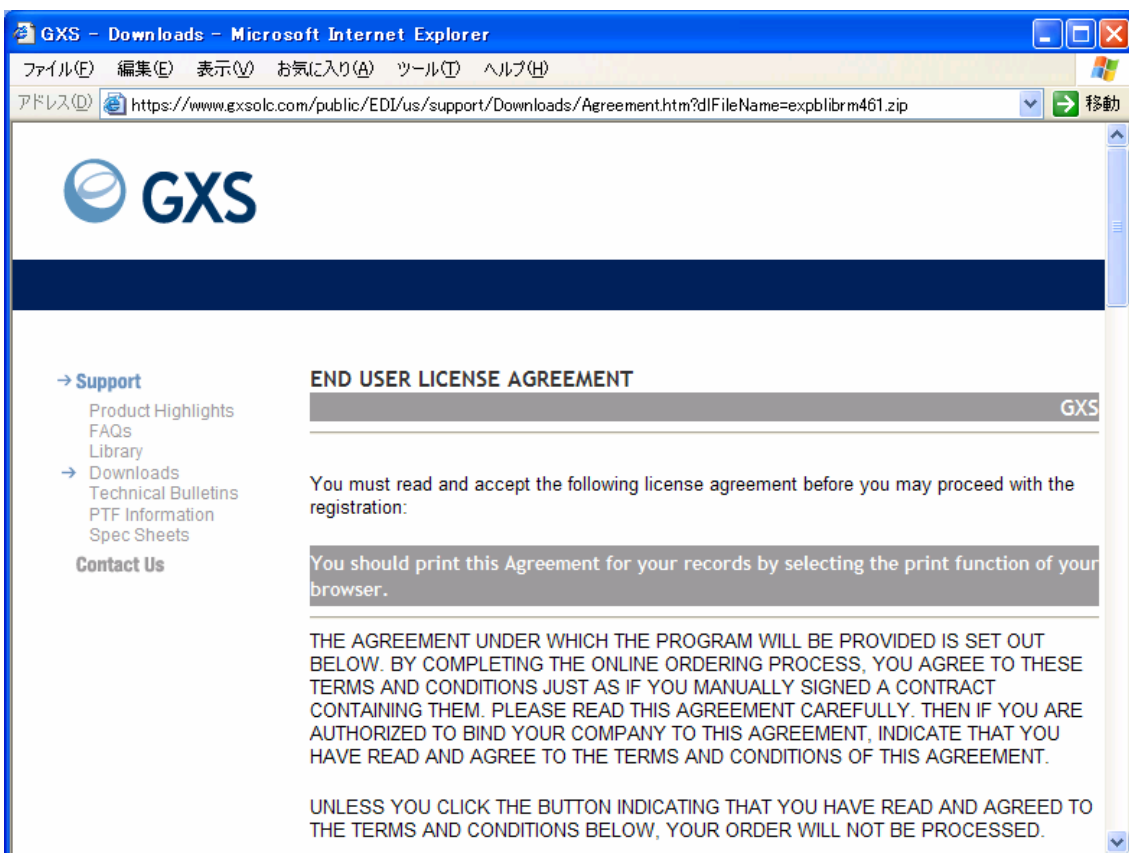 GXS - Downloads - Microsoft Internet Explorer
ファイル(F) 編集(E) 表示(V) お気に入り(A) ツール(T) ヘルプ(H)
アドレス(D) https://www.gxsolc.com/public/EDI/us/support/Downloads/Agreement.htm?dlFileName=expblibrm461.zip 移動
GXS
Support
Product Highlights
FAQs
Library
Downloads
Technical Bulletins
PTF Information
Spec Sheets
Contact Us
END USER LICENSE AGREEMENT
GXS
You must read and accept the following license agreement before you may proceed with the
registration:
You should print this Agreement for your records by selecting the print function of your
browser.
THE AGREEMENT UNDER WHICH THE PROGRAM WILL BE PROVIDED IS SET OUT
BELOW. BY COMPLETING THE ONLINE ORDERING PROCESS, YOU AGREE TO THESE
TERMS AND CONDITIONS JUST AS IF YOU MANUALLY SIGNED A CONTRACT
CONTAINING THEM. PLEASE READ THIS AGREEMENT CAREFULLY. THEN IF YOU ARE
AUTHORIZED TO BIND YOUR COMPANY TO THIS AGREEMENT, INDICATE THAT YOU
HAVE READ AND AGREE TO THE TERMS AND CONDITIONS OF THIS AGREEMENT.
UNLESS YOU CLICK THE BUTTON INDICATING THAT YOU HAVE READ AND AGREED TO
THE TERMS AND CONDITIONS BELOW, YOUR ORDER WILL NOT BE PROCESSED.